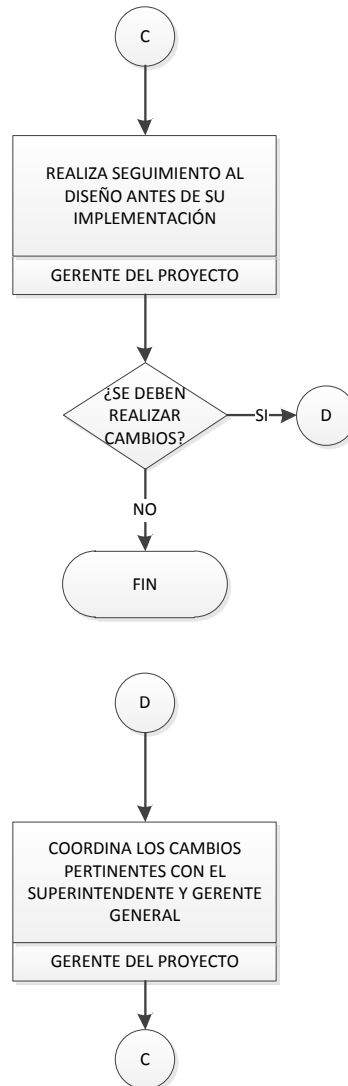 C
REALIZA SEGUIMIENTO AL
DISEÑO ANTES DE SU
IMPLEMENTACIÓN
GERENTE DEL PROYECTO
¿SE DEBEN
REALIZAR
CAMBIOS?
SI
D
NO
FIN
D
COORDINA LOS CAMBIOS
PERTINENTES CON EL
SUPERINTENDENTE Y GERENTE
GENERAL
GERENTE DEL PROYECTO
C